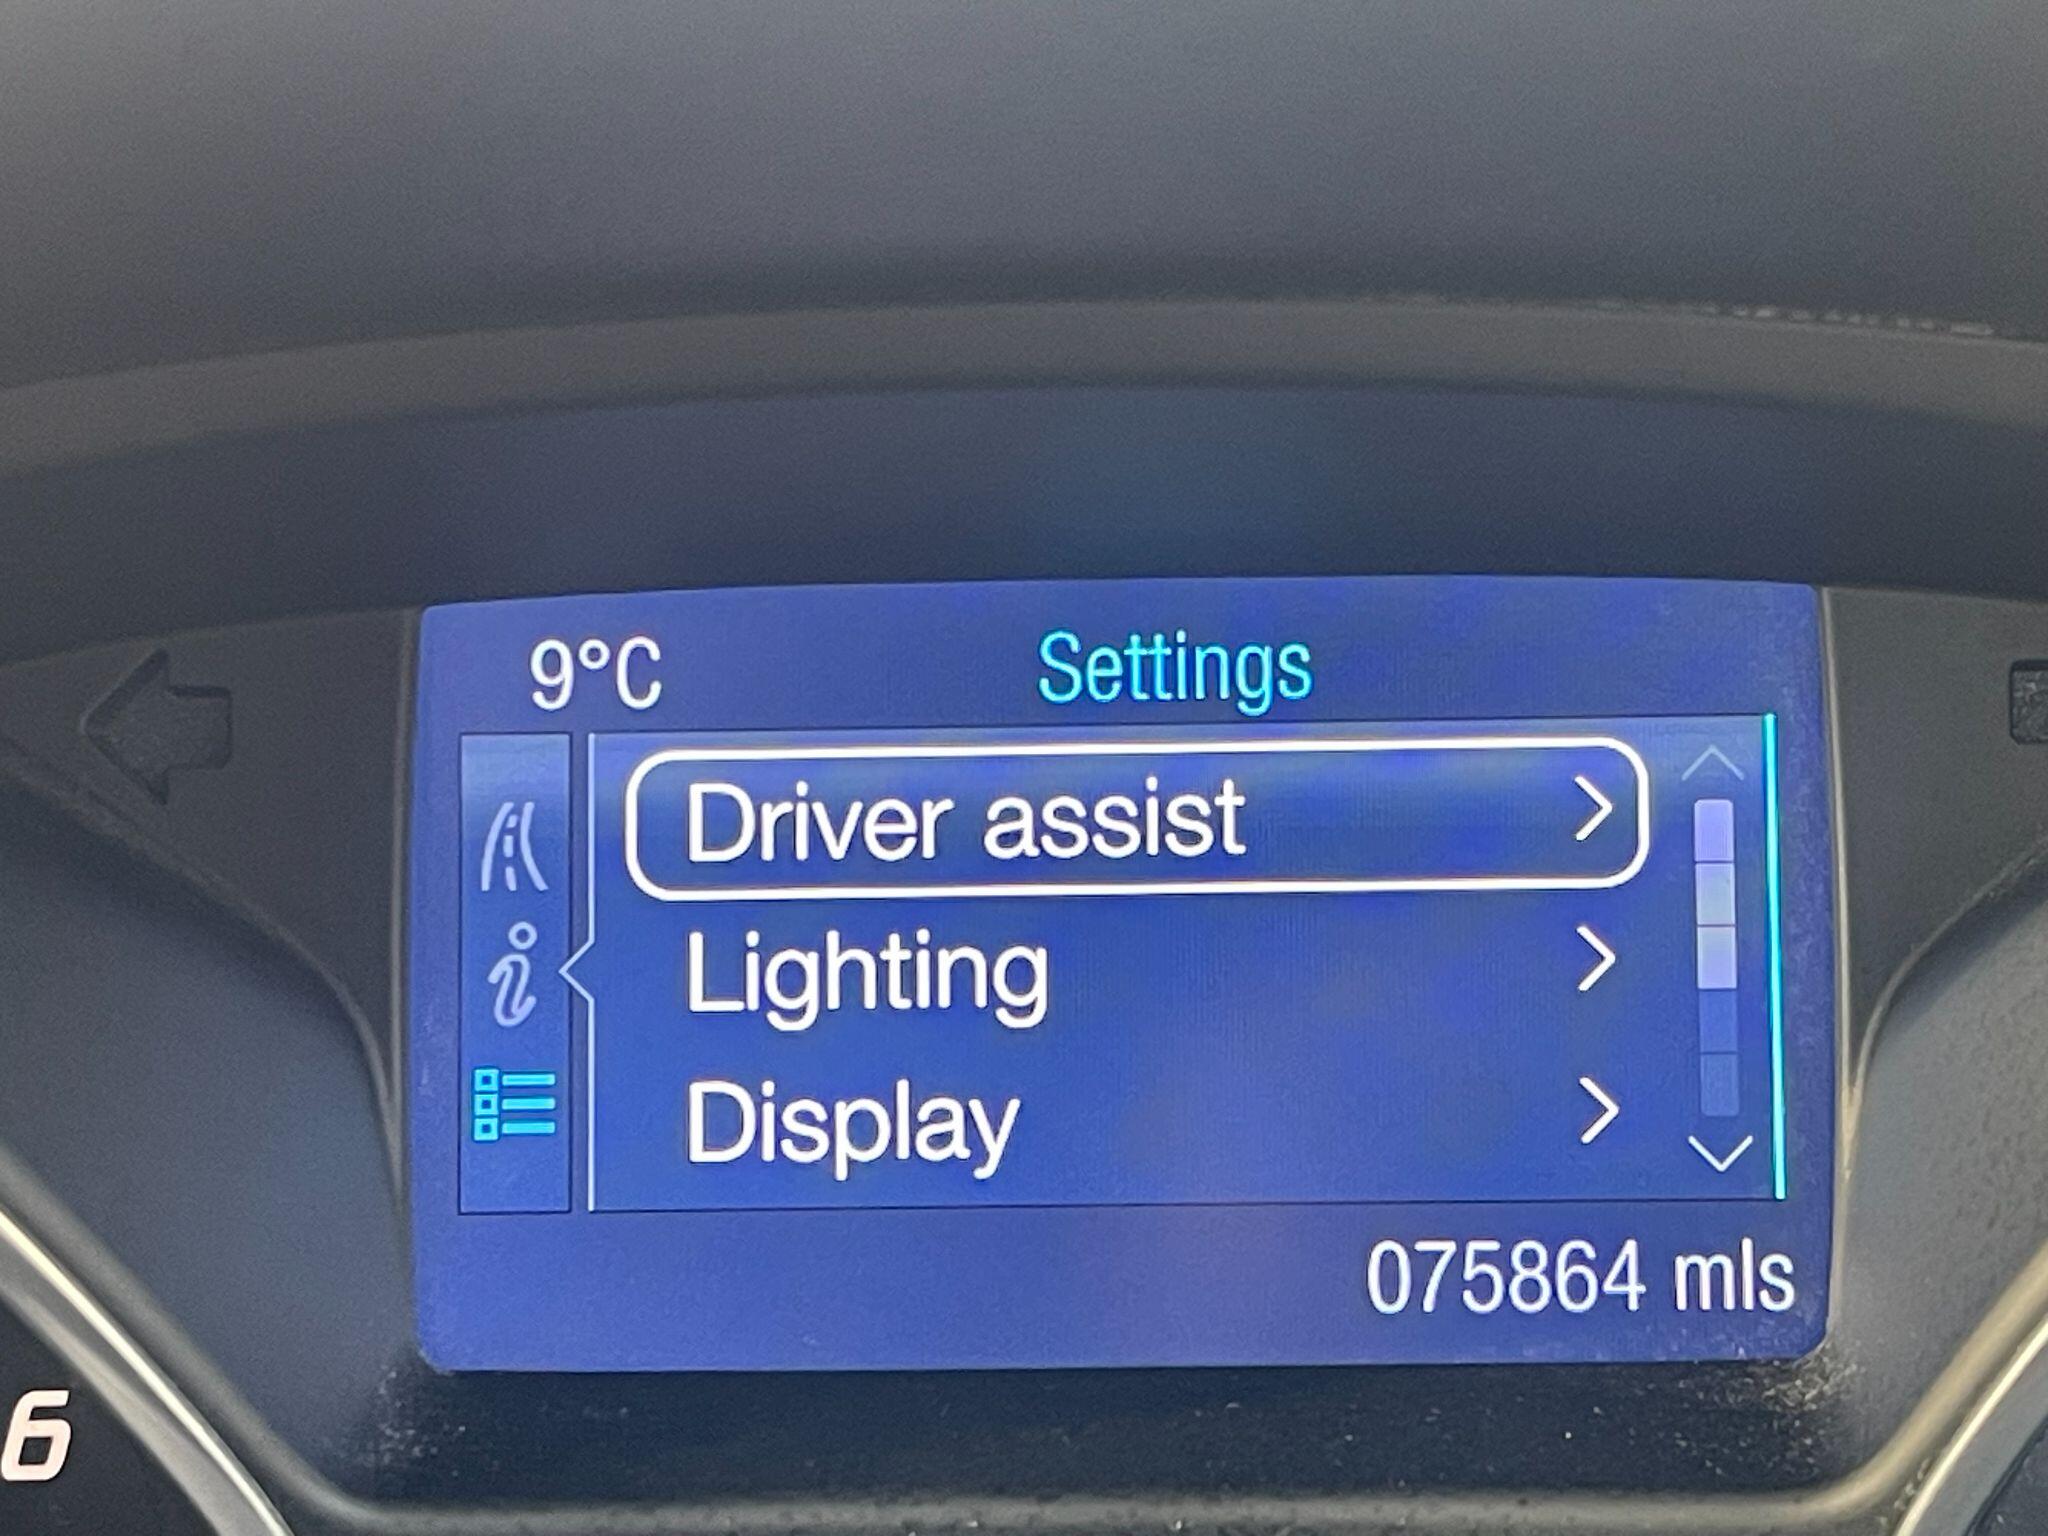 9°C
Settings
Driver assist
Lighting
Display
075864 mls
6